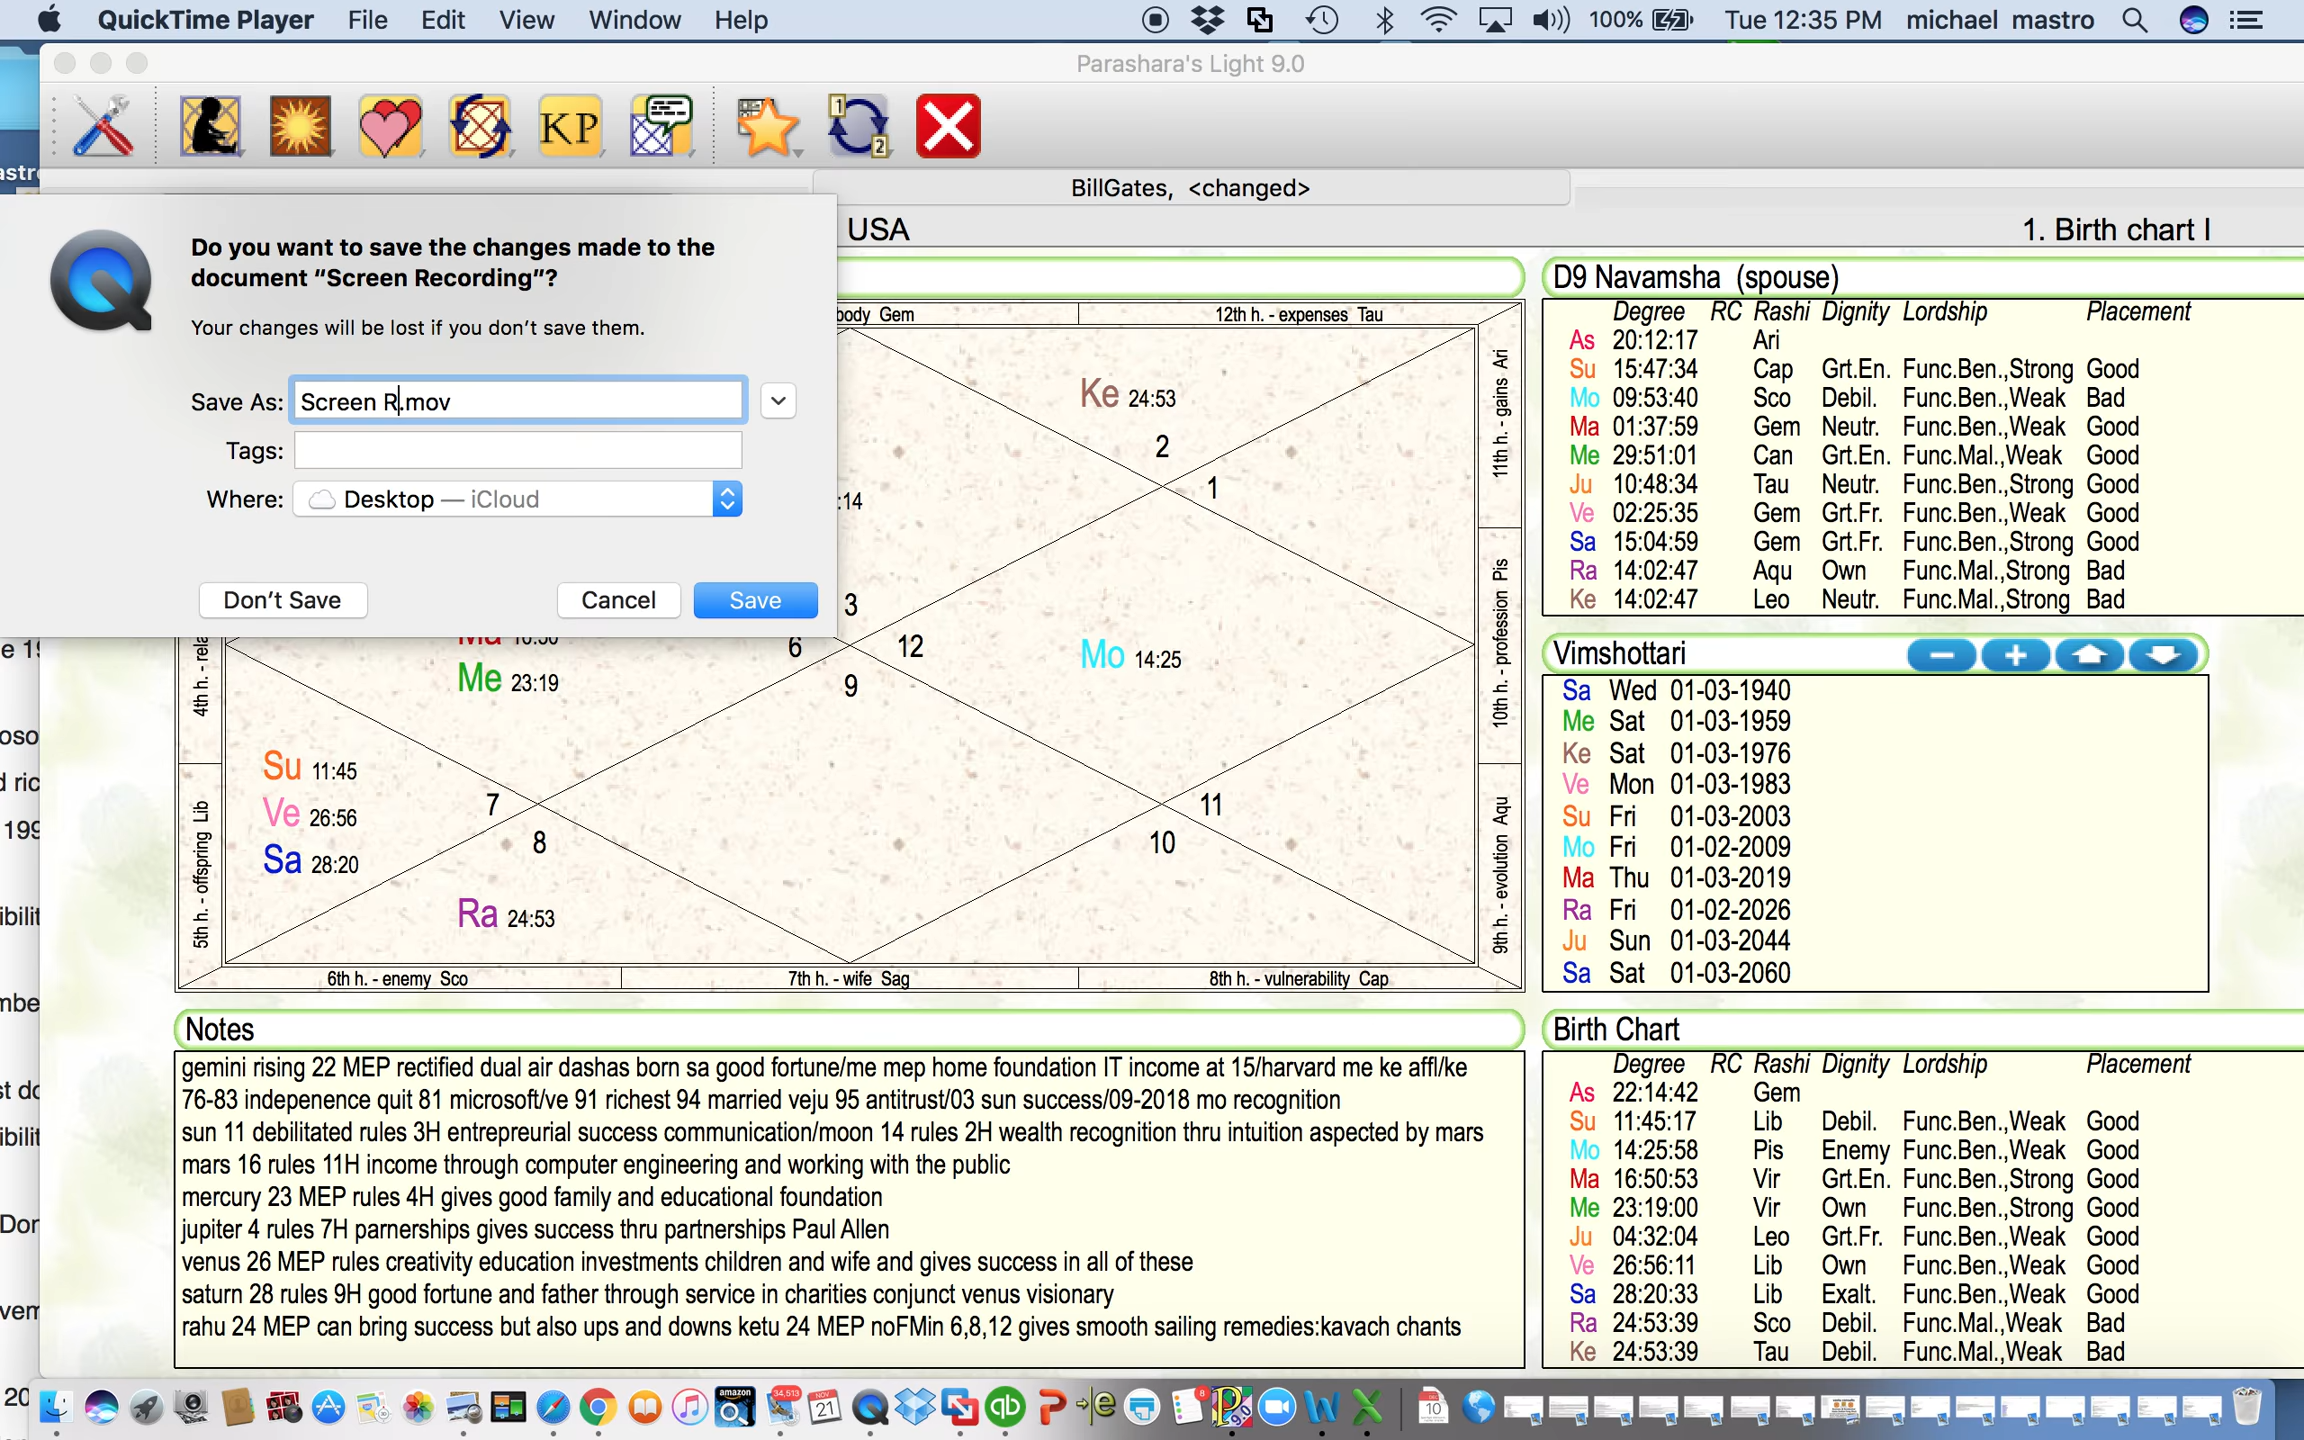 QuickTime Player File Edit View Window Help 100% Tue 12:35 PM michael mastro
Parashara's Light 9.0
KP 1 2
BillGates, <changed>
USA 1. Birth chart I
Do you want to save the changes made to the
document “Screen Recording”?
Your changes will be lost if you don’t save them.
Save As: Screen R.mov
Tags:
Where: Desktop — iCloud
Don’t Save Cancel Save
body Gem 12th h. - expenses Tau
11th h. - gains Ari
10th h. - profession Pis
9th h. - evolution Aqu
Ke 24:53
2
1
:14
3
6 12
9
Mo 14:25
Me 23:19
4th h. - rela
5th h. - offspring Lib
Su 11:45
Ve 26:56
Sa 28:20
7
8
11
10
Ra 24:53
6th h. - enemy Sco 7th h. - wife Sag 8th h. - vulnerability Cap
D9 Navamsha (spouse)
Degree RC Rashi Dignity Lordship Placement
As 20:12:17 Ari
Su 15:47:34 Cap Grt.En. Func.Ben.,Strong Good
Mo 09:53:40 Sco Debil. Func.Ben.,Weak Bad
Ma 01:37:59 Gem Neutr. Func.Ben.,Weak Good
Me 29:51:01 Can Grt.En. Func.Mal.,Weak Good
Ju 10:48:34 Tau Neutr. Func.Ben.,Strong Good
Ve 02:25:35 Gem Grt.Fr. Func.Ben.,Weak Good
Sa 15:04:59 Gem Grt.Fr. Func.Ben.,Strong Good
Ra 14:02:47 Aqu Own Func.Mal.,Strong Bad
Ke 14:02:47 Leo Neutr. Func.Mal.,Strong Bad
Vimshottari
Sa Wed 01-03-1940
Me Sat 01-03-1959
Ke Sat 01-03-1976
Ve Mon 01-03-1983
Su Fri 01-03-2003
Mo Fri 01-02-2009
Ma Thu 01-03-2019
Ra Fri 01-02-2026
Ju Sun 01-03-2044
Sa Sat 01-03-2060
Notes
gemini rising 22 MEP rectified dual air dashas born sa good fortune/me mep home foundation IT income at 15/harvard me ke affl/ke
76-83 indepenence quit 81 microsoft/ve 91 richest 94 married veju 95 antitrust/03 sun success/09-2018 mo recognition
sun 11 debilitated rules 3H entrepreurial success communication/moon 14 rules 2H wealth recognition thru intuition aspected by mars
mars 16 rules 11H income through computer engineering and working with the public
mercury 23 MEP rules 4H gives good family and educational foundation
jupiter 4 rules 7H parnerships gives success thru partnerships Paul Allen
venus 26 MEP rules creativity education investments children and wife and gives success in all of these
saturn 28 rules 9H good fortune and father through service in charities conjunct venus visionary
rahu 24 MEP can bring success but also ups and downs ketu 24 MEP noFMin 6,8,12 gives smooth sailing remedies:kavach chants
Birth Chart
Degree RC Rashi Dignity Lordship Placement
As 22:14:42 Gem
Su 11:45:17 Lib Debil. Func.Ben.,Weak Good
Mo 14:25:58 Pis Enemy Func.Ben.,Weak Good
Ma 16:50:53 Vir Grt.En. Func.Ben.,Strong Good
Me 23:19:00 Vir Own Func.Ben.,Strong Good
Ju 04:32:04 Leo Grt.Fr. Func.Ben.,Weak Good
Ve 26:56:11 Lib Own Func.Ben.,Weak Good
Sa 28:20:33 Lib Exalt. Func.Ben.,Weak Good
Ra 24:53:39 Sco Debil. Func.Mal.,Weak Bad
Ke 24:53:39 Tau Debil. Func.Mal.,Weak Bad
amazon 34,513 NOV 21 qb 8 9.0 10